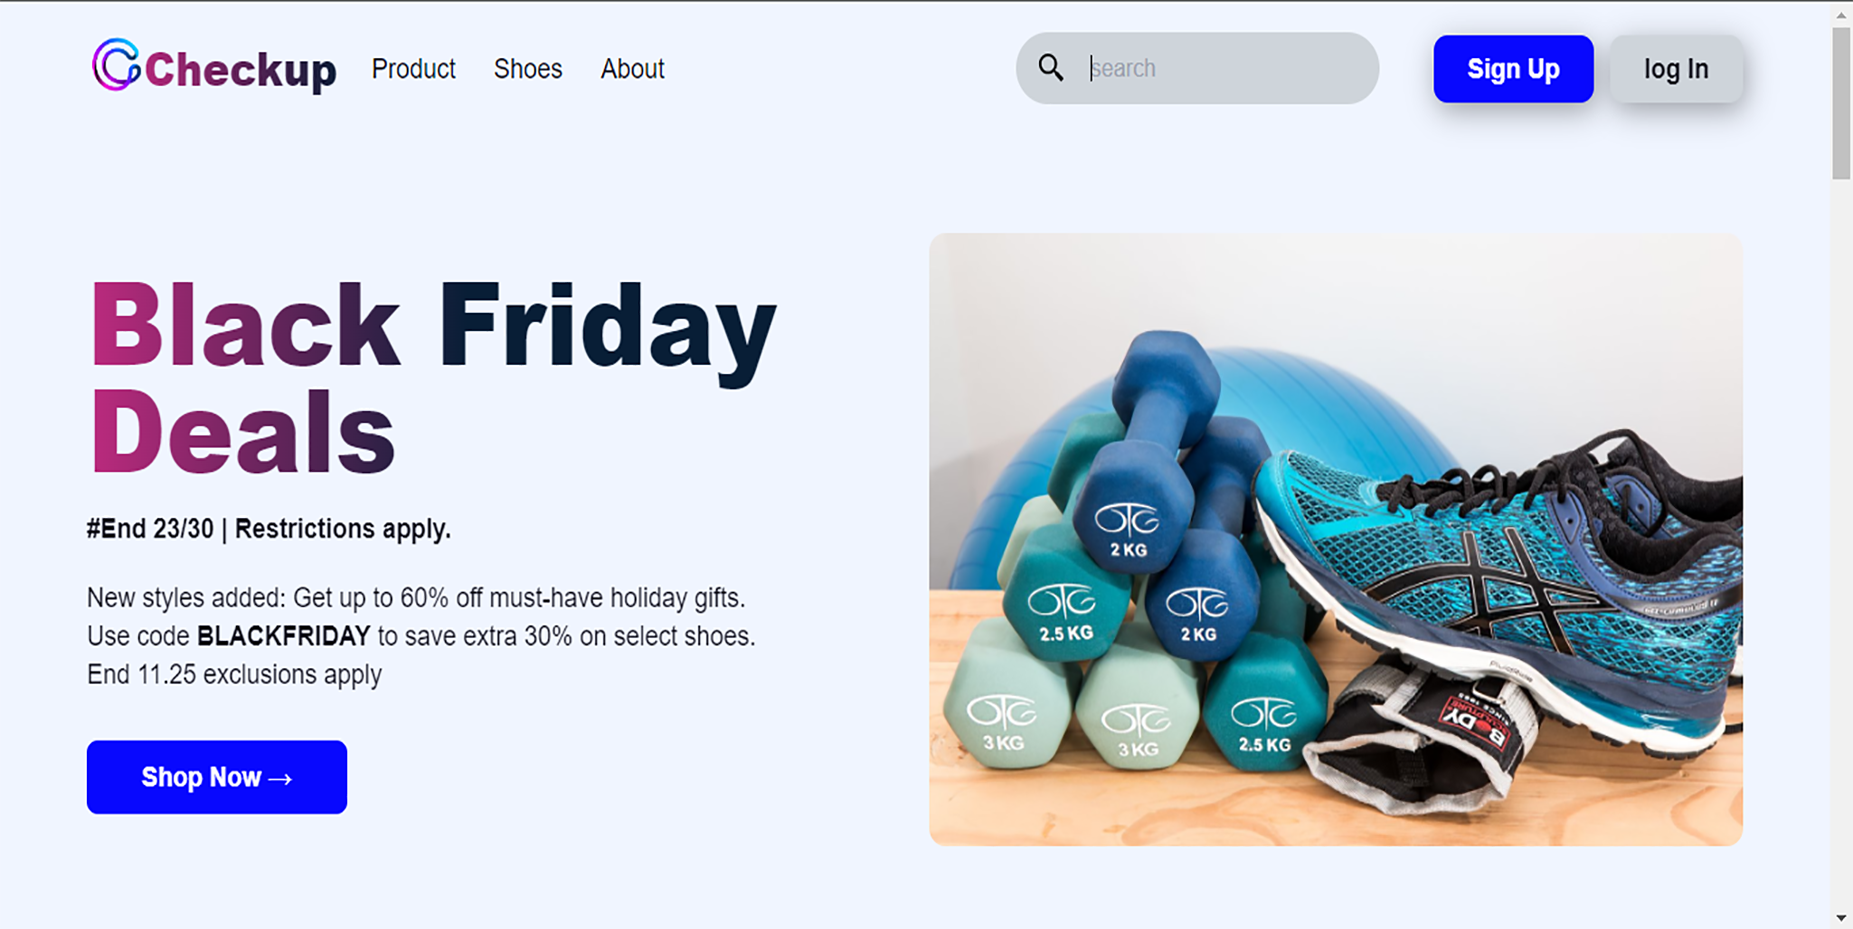 Checkup
Product
Shoes
About
search
Sign Up
log In
Black Friday
Deals
#End 23/30 | Restrictions apply.
New styles added: Get up to 60% off must-have holiday gifts.
Use code BLACKFRIDAY to save extra 30% on select shoes.
End 11.25 exclusions apply
Shop Now →
OTG
2 KG
OTG
2.5 KG
OTG
2 KG
OTG
3 KG
OTG
3 KG
OTG
2.5 KG
BODY
SCULPTURE
SINCE 1965